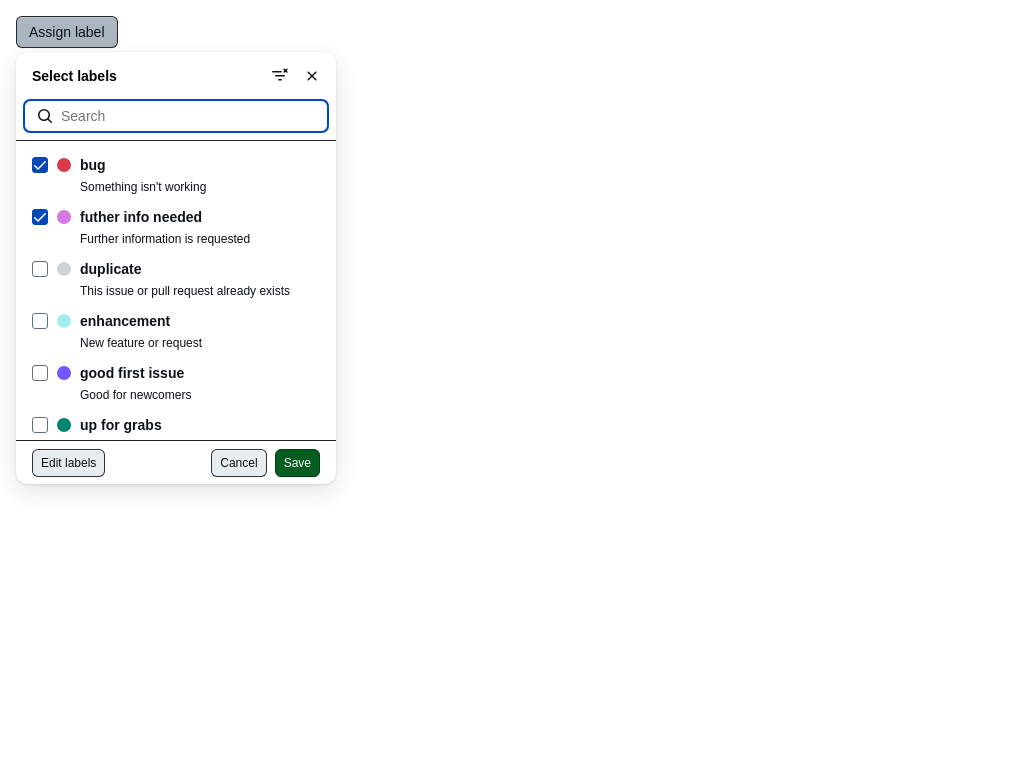 Assign label
Select labels
Search
bug
Something isn't working
futher info needed
Further information is requested
duplicate
This issue or pull request already exists
enhancement
New feature or request
good first issue
Good for newcomers
up for grabs
Edit labels Cancel Save